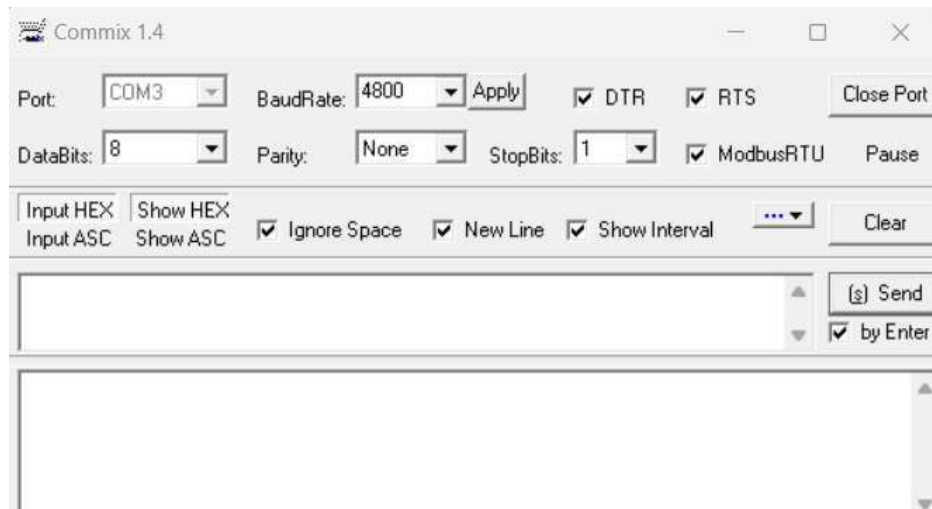 Commix 1.4
Port: COM3 BaudRate: 4800 Apply DTR RTS Close Port
DataBits: 8 Parity: None StopBits: 1 ModbusRTU Pause
Input HEX Show HEX
Input ASC Show ASC Ignore Space New Line Show Interval ... Clear
(s) Send
by Enter